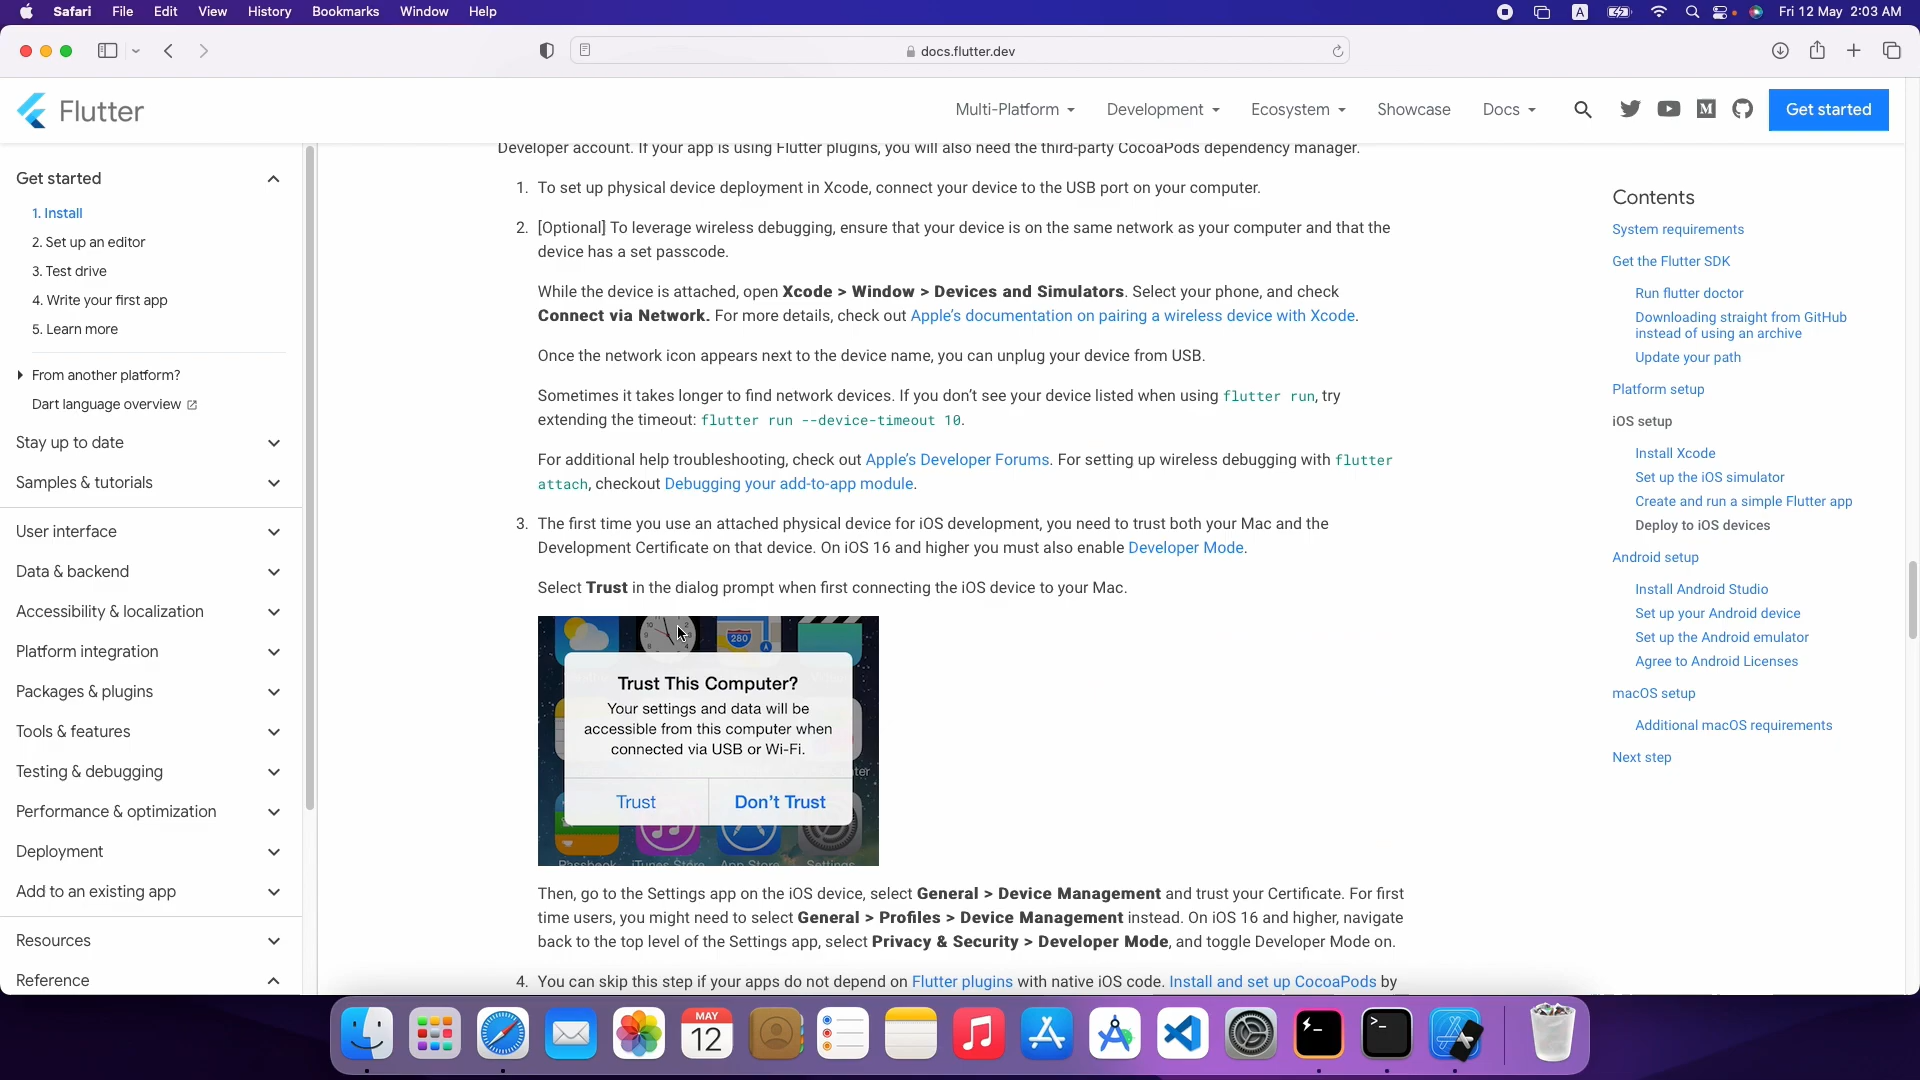 Safari File Edit View History Bookmarks Window Help
A
Fri 12 May 2:03 AM
docs.flutter.dev
Flutter
Multi-Platform
Development
Ecosystem
Showcase
Docs
M
Get started
Get started
1. Install
2. Set up an editor
3. Test drive
4. Write your first app
5. Learn more
From another platform?
Dart language overview
Stay up to date
Samples & tutorials
User interface
Data & backend
Accessibility & localization
Platform integration
Packages & plugins
Tools & features
Testing & debugging
Performance & optimization
Deployment
Add to an existing app
Resources
Reference
Developer account. If your app is using Flutter plugins, you will also need the third-party CocoaPods dependency manager.
1. To set up physical device deployment in Xcode, connect your device to the USB port on your computer.
2. [Optional] To leverage wireless debugging, ensure that your device is on the same network as your computer and that the
device has a set passcode.
While the device is attached, open Xcode > Window > Devices and Simulators. Select your phone, and check
Connect via Network. For more details, check out Apple's documentation on pairing a wireless device with Xcode.
Once the network icon appears next to the device name, you can unplug your device from USB.
Sometimes it takes longer to find network devices. If you don't see your device listed when using flutter run, try
extending the timeout: flutter run --device-timeout 10.
For additional help troubleshooting, check out Apple's Developer Forums. For setting up wireless debugging with flutter
attach, checkout Debugging your add-to-app module.
3. The first time you use an attached physical device for iOS development, you need to trust both your Mac and the
Development Certificate on that device. On iOS 16 and higher you must also enable Developer Mode.
Select Trust in the dialog prompt when first connecting the iOS device to your Mac.
280
Trust This Computer?
Your settings and data will be
accessible from this computer when
connected via USB or Wi-Fi.
Trust
Don't Trust
Passbook iTunes Store App Store Settings
Then, go to the Settings app on the iOS device, select General > Device Management and trust your Certificate. For first
time users, you might need to select General > Profiles > Device Management instead. On iOS 16 and higher, navigate
back to the top level of the Settings app, select Privacy & Security > Developer Mode, and toggle Developer Mode on.
4. You can skip this step if your apps do not depend on Flutter plugins with native iOS code. Install and set up CocoaPods by
Contents
System requirements
Get the Flutter SDK
Run flutter doctor
Downloading straight from GitHub
instead of using an archive
Update your path
Platform setup
iOS setup
Install Xcode
Set up the iOS simulator
Create and run a simple Flutter app
Deploy to iOS devices
Android setup
Install Android Studio
Set up your Android device
Set up the Android emulator
Agree to Android Licenses
macOS setup
Additional macOS requirements
Next step
MAY
12